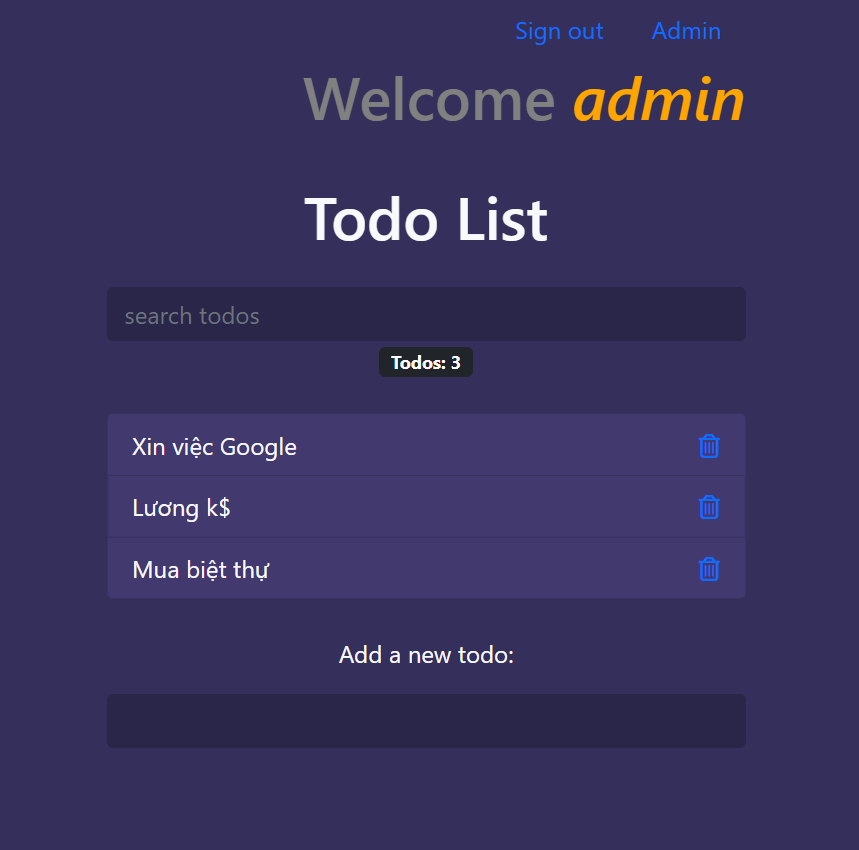 Sign out Admin
Welcome admin
Todo List
search todos
Todos: 3
Xin việc Google
Lương k$
Mua biệt thự
Add a new todo: